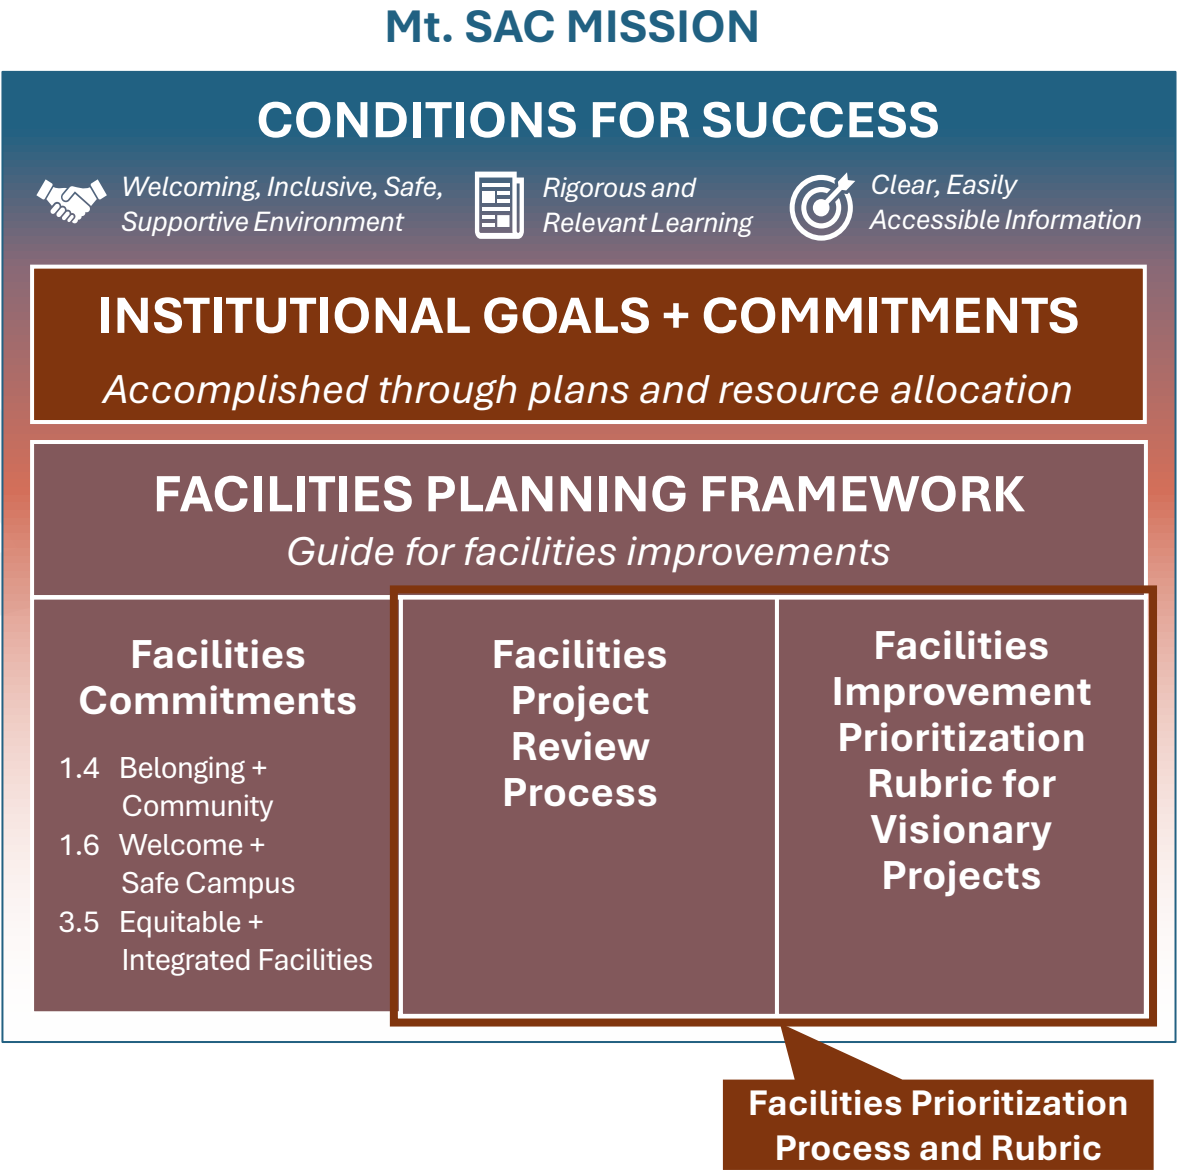 Mt. SAC MISSION
CONDITIONS FOR SUCCESS
Welcoming, Inclusive, Safe,
Supportive Environment
Rigorous and
Relevant Learning
Clear, Easily
Accessible Information
INSTITUTIONAL GOALS + COMMITMENTS
Accomplished through plans and resource allocation
FACILITIES PLANNING FRAMEWORK
Guide for facilities improvements
Facilities
Commitments
1.4 Belonging +
Community
1.6 Welcome +
Safe Campus
3.5 Equitable +
Integrated Facilities
Facilities
Project
Review
Process
Facilities
Improvement
Prioritization
Rubric for
Visionary
Projects
Facilities Prioritization
Process and Rubric